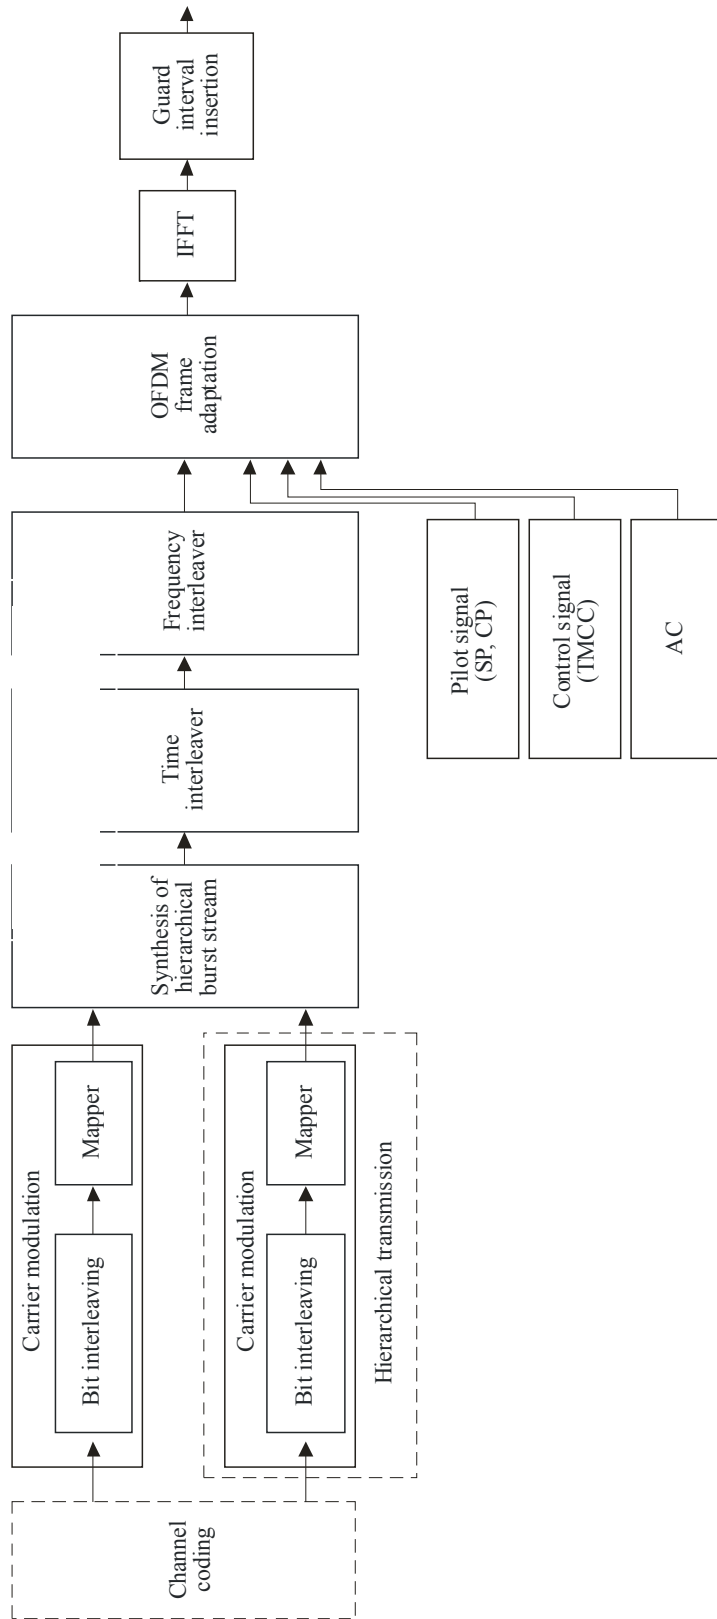 Channel
coding
Carrier modulation
Bit interleaving
Mapper
Carrier modulation
Bit interleaving
Mapper
Hierarchical transmission
Synthesis of
hierarchical
burst stream
Time
interleaver
Frequency
interleaver
OFDM
frame
adaptation
IFFT
Guard
interval
insertion
Pilot signal
(SP, CP)
Control signal
(TMCC)
AC